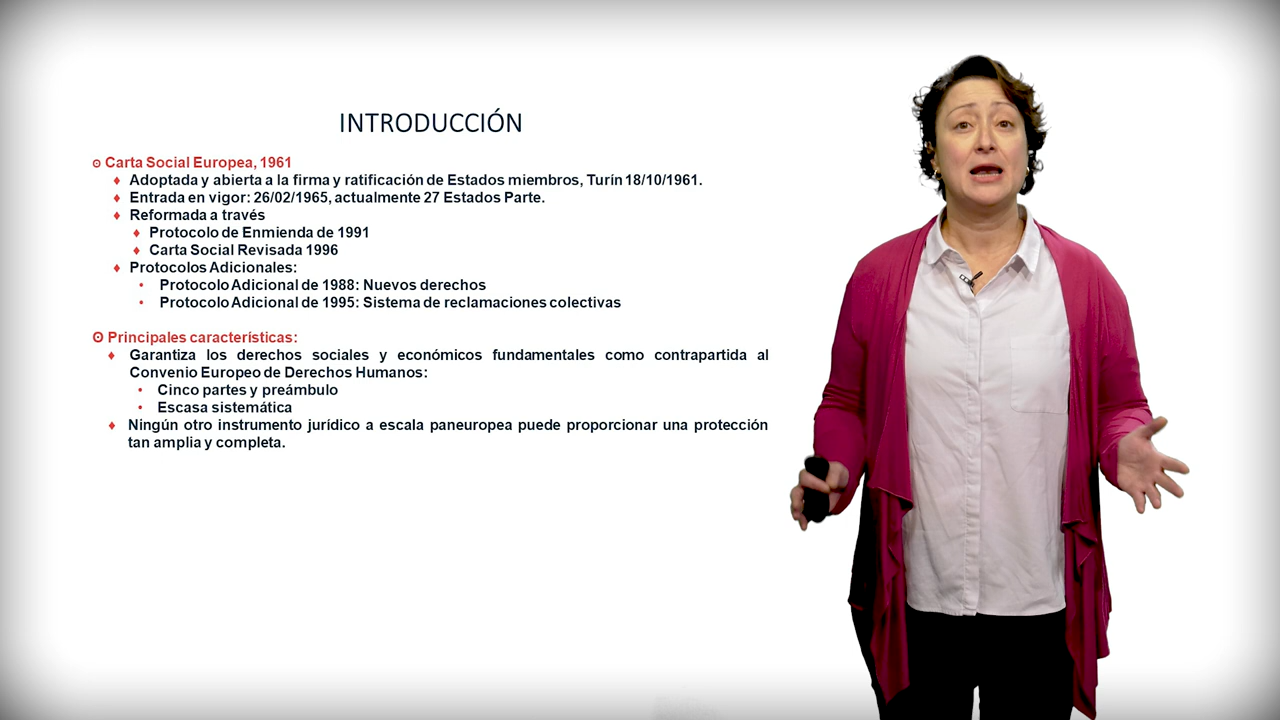 INTRODUCCIÓN
⊙ Carta Social Europea, 1961
♦ Adoptada y abierta a la firma y ratificación de Estados miembros, Turín 18/10/1961.
♦ Entrada en vigor: 26/02/1965, actualmente 27 Estados Parte.
♦ Reformada a través
♦ Protocolo de Enmienda de 1991
♦ Carta Social Revisada 1996
♦ Protocolos Adicionales:
• Protocolo Adicional de 1988: Nuevos derechos
• Protocolo Adicional de 1995: Sistema de reclamaciones colectivas
⊙ Principales características:
♦ Garantiza los derechos sociales y económicos fundamentales como contrapartida al
Convenio Europeo de Derechos Humanos:
• Cinco partes y preámbulo
• Escasa sistemática
♦ Ningún otro instrumento jurídico a escala paneuropea puede proporcionar una protección
tan amplia y completa.